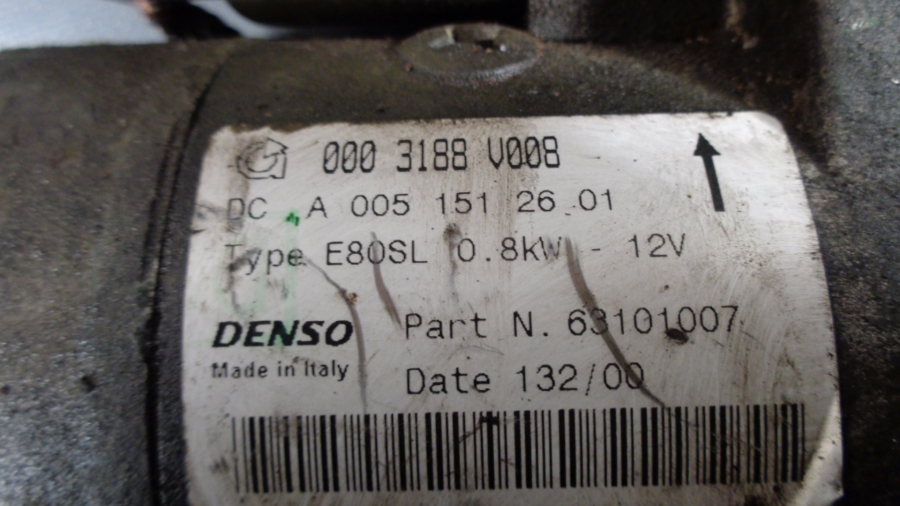 000 3188 V008
DC A 005 151 26 01
Type E80SL 0.8kW - 12V
DENSO
Part N. 63101007
Made in Italy
Date 132/00